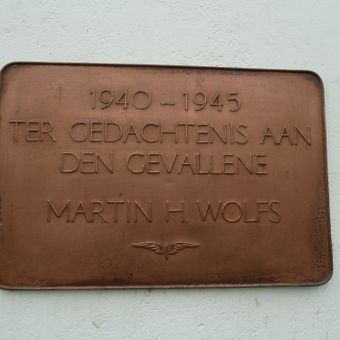 1940 - 1945
TER GEDACHTENIS AAN
DEN GEVALLENE
MARTIN H. WOLFS